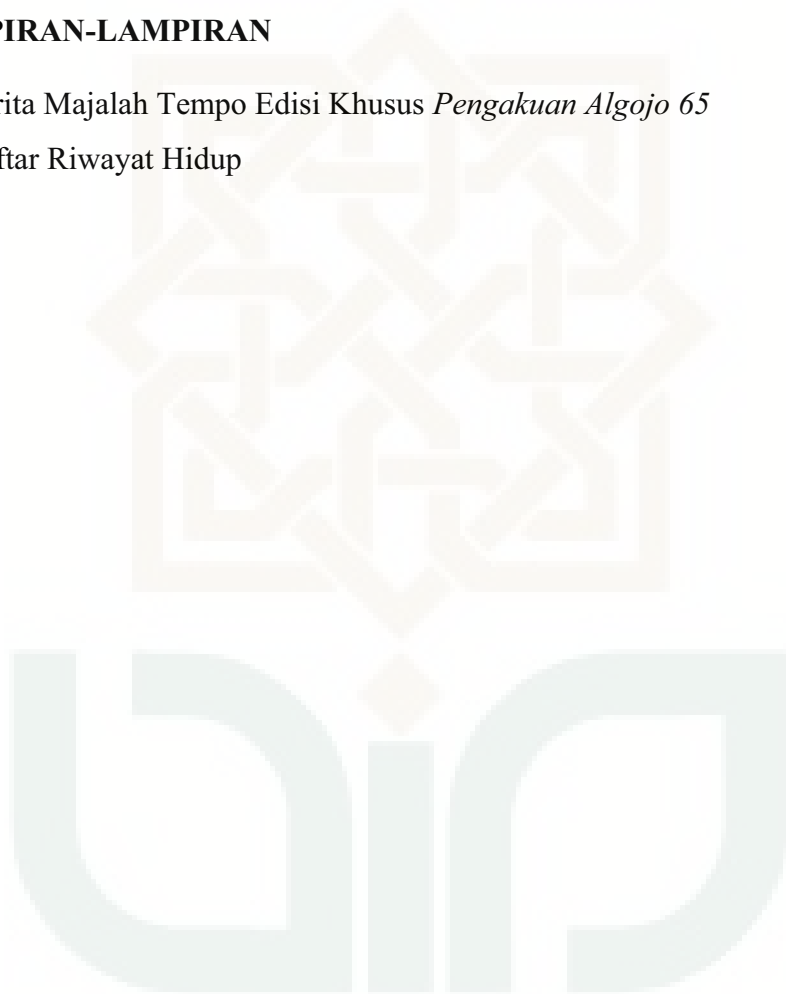 PIRAN-LAMPIRAN
rita Majalah Tempo Edisi Khusus Pengakuan Algojo 65
ftar Riwayat Hidup